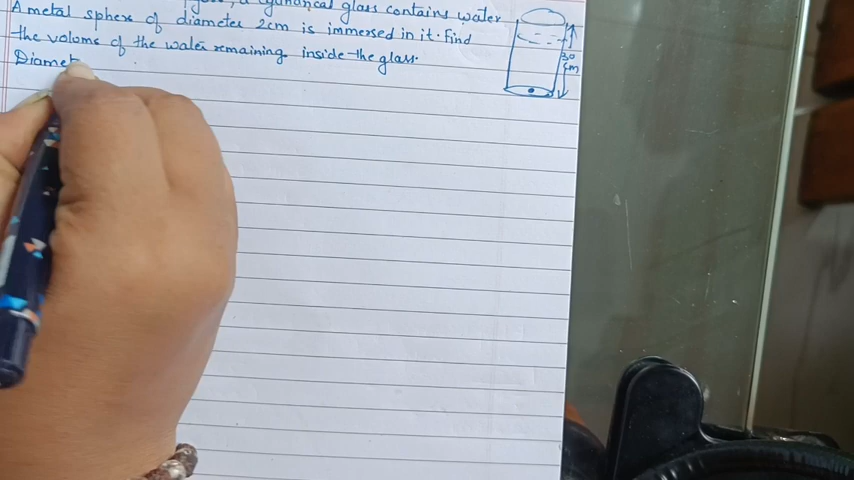 a cylindrical glass contains water
A metal sphere of diameter 2cm is immersed in it. Find
the volume of the water remaining inside the glass.
Diamet
30
cm